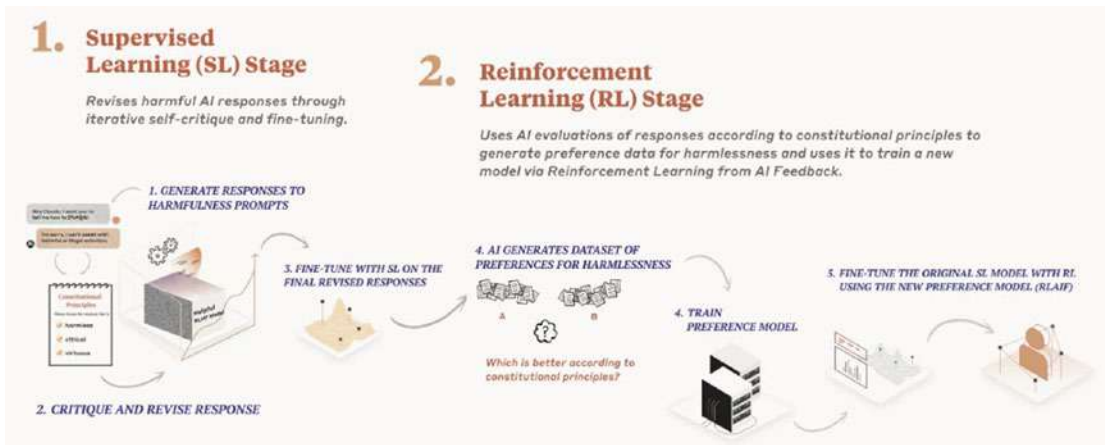 1. Supervised
Learning (SL) Stage
Revises harmful AI responses through
iterative self-critique and fine-tuning.
2. Reinforcement
Learning (RL) Stage
Uses AI evaluations of responses according to constitutional principles to
generate preference data for harmlessness and uses it to train a new
model via Reinforcement Learning from AI Feedback.
1. GENERATE RESPONSES TO
HARMFULNESS PROMPTS
Constitutional
Principles
harmless
ethical
Helpful
RLHF model
2. CRITIQUE AND REVISE RESPONSE
3. FINE-TUNE WITH SL ON THE
FINAL REVISED RESPONSES
4. AI GENERATES DATASET OF
PREFERENCES FOR HARMLESSNESS
A
B
?
Which is better according to
constitutional principles?
4. TRAIN
PREFERENCE MODEL
5. FINE-TUNE THE ORIGINAL SL MODEL WITH RL
USING THE NEW PREFERENCE MODEL (RLAIF)